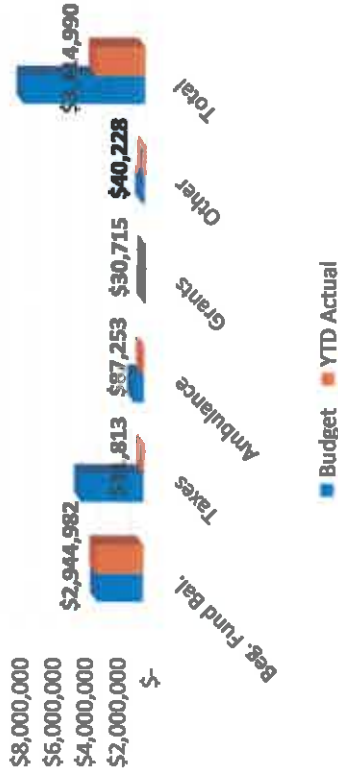 $8,000,000
$6,000,000
$4,000,000
$2,000,000
$-
$2,944,982
$87,253
$30,715
$40,228
Beg. Fund Bal.
Taxes
Ambulance
Grants
Other
Total
Budget
YTD Actual